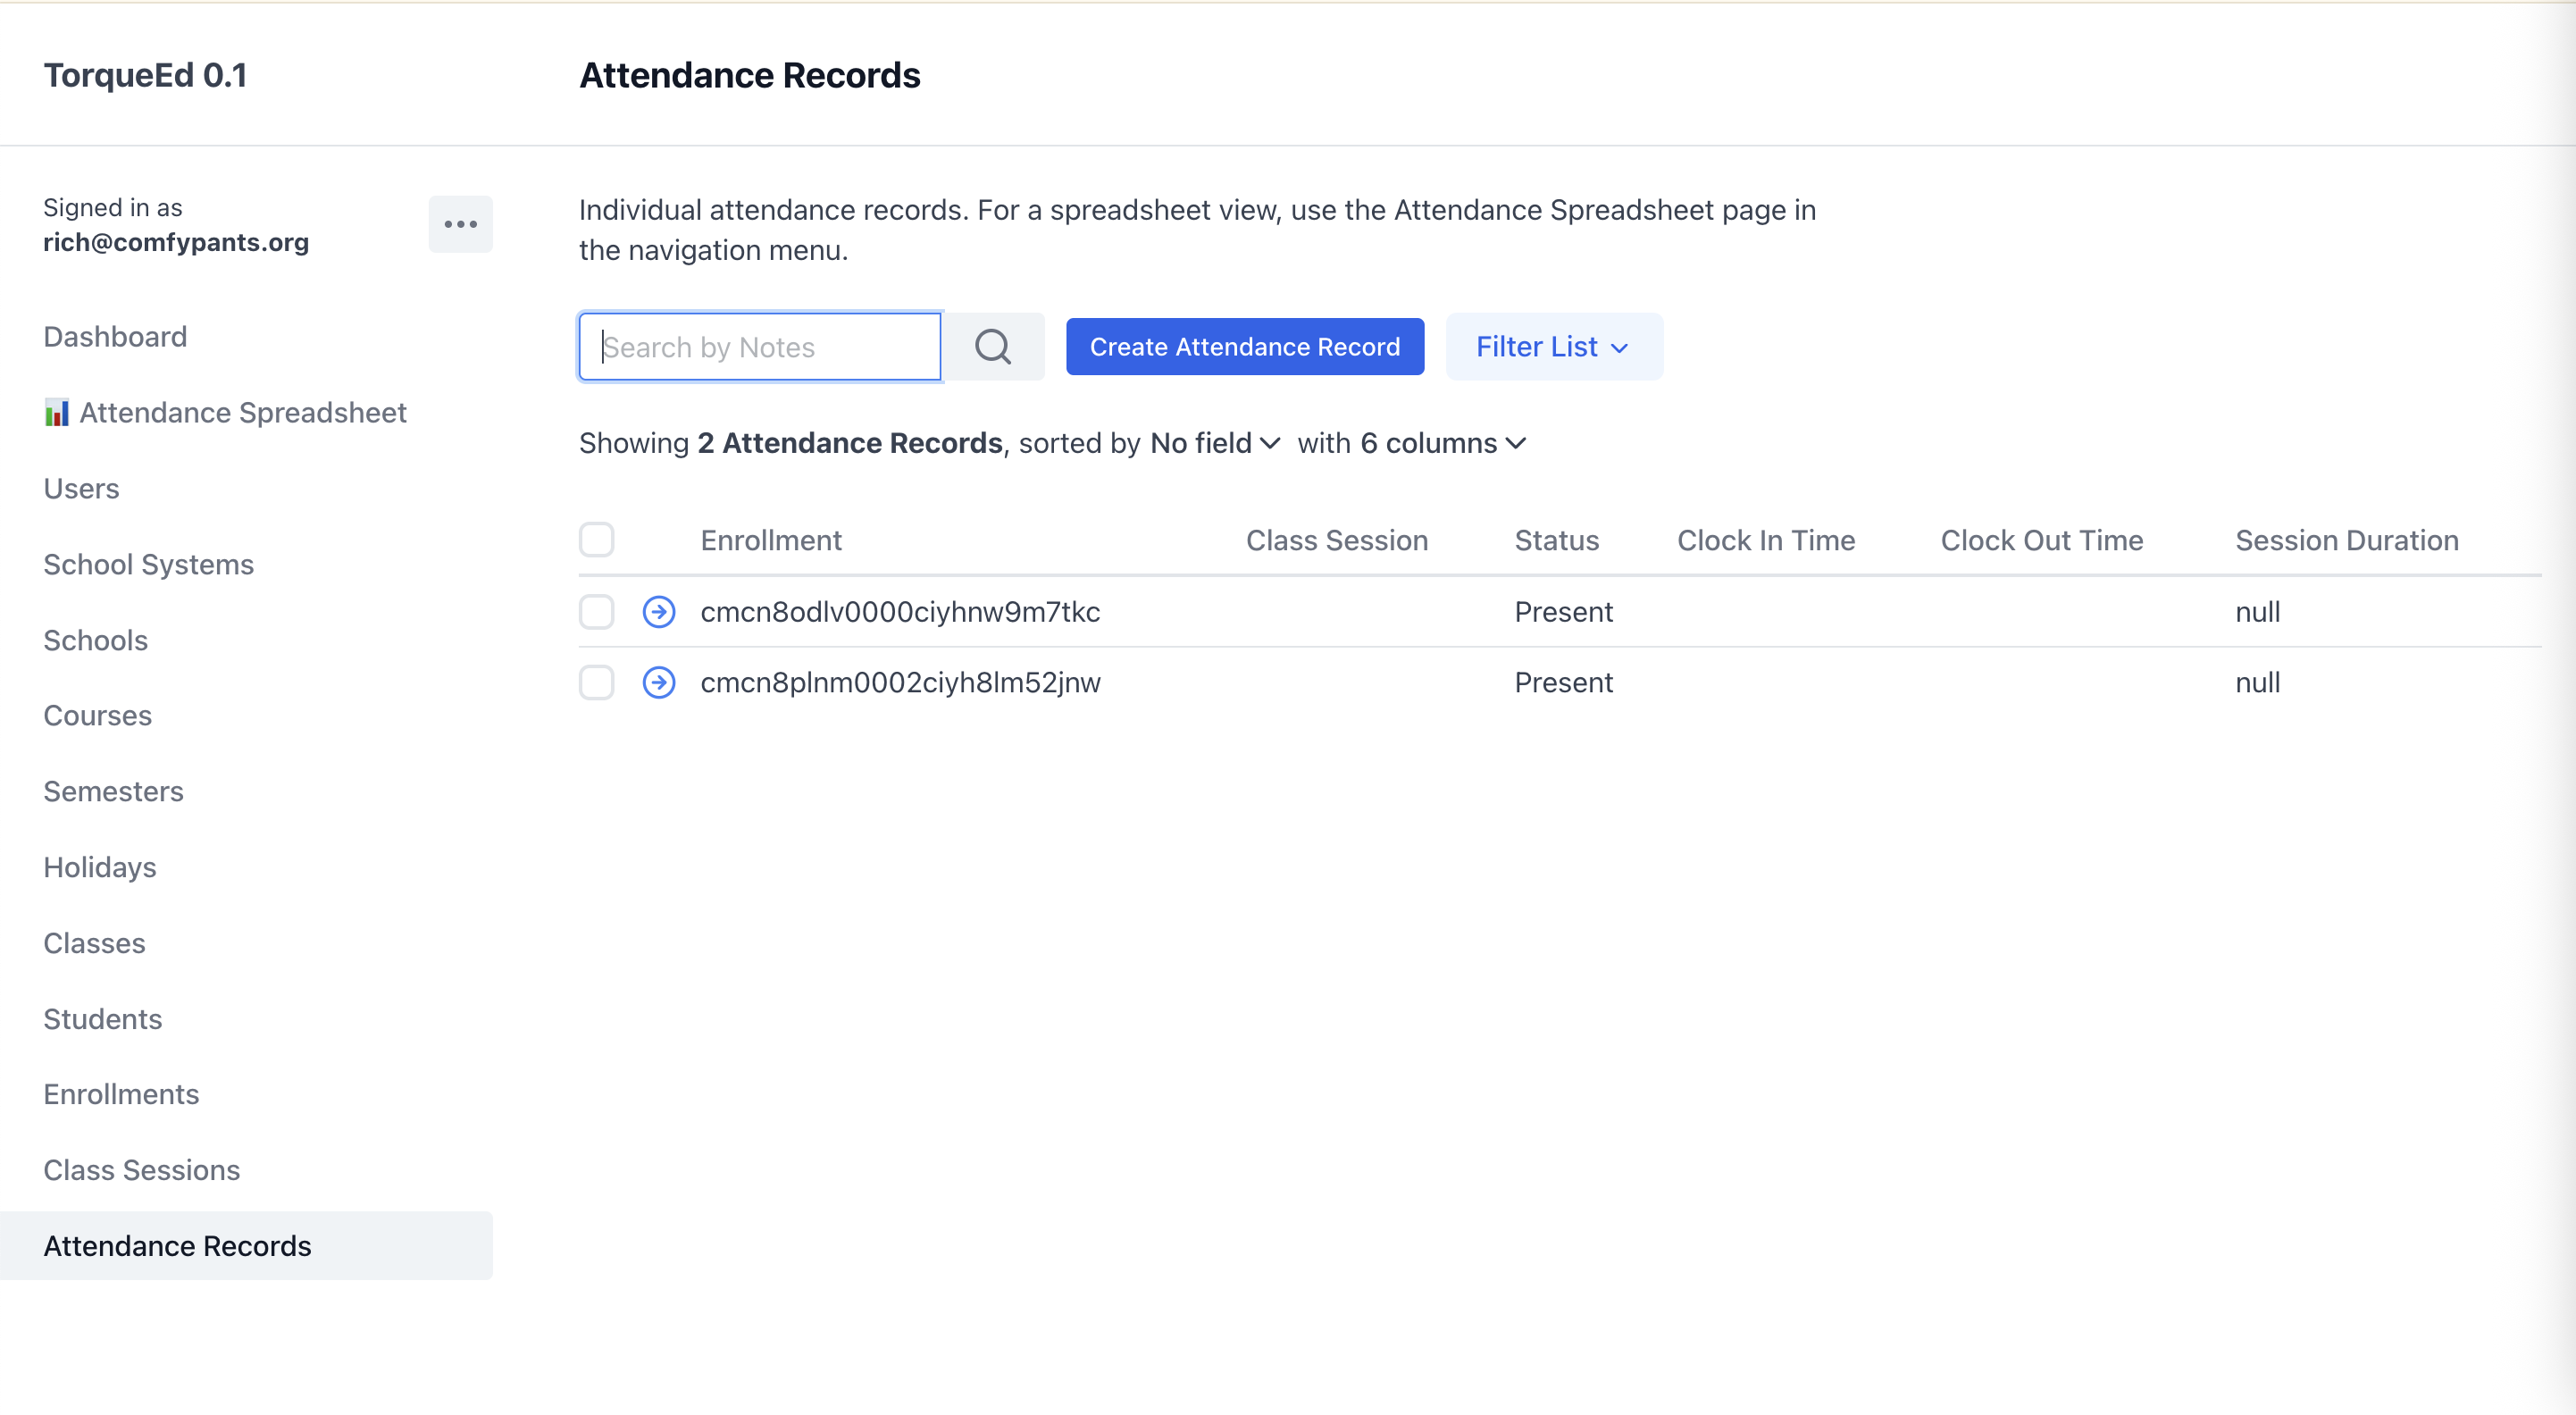 TorqueEd 0.1
Attendance Records
Signed in as
rich@comfypants.org
Dashboard
Attendance Spreadsheet
Users
School Systems
Schools
Courses
Semesters
Holidays
Classes
Students
Enrollments
Class Sessions
Attendance Records
Individual attendance records. For a spreadsheet view, use the Attendance Spreadsheet page in
the navigation menu.
Search by Notes
Create Attendance Record
Filter List
Showing 2 Attendance Records, sorted by No field with 6 columns
Enrollment Class Session Status Clock In Time Clock Out Time Session Duration
cmcn8odlv0000ciyhnw9m7tkc Present null
cmcn8plnm0002ciyh8lm52jnw Present null